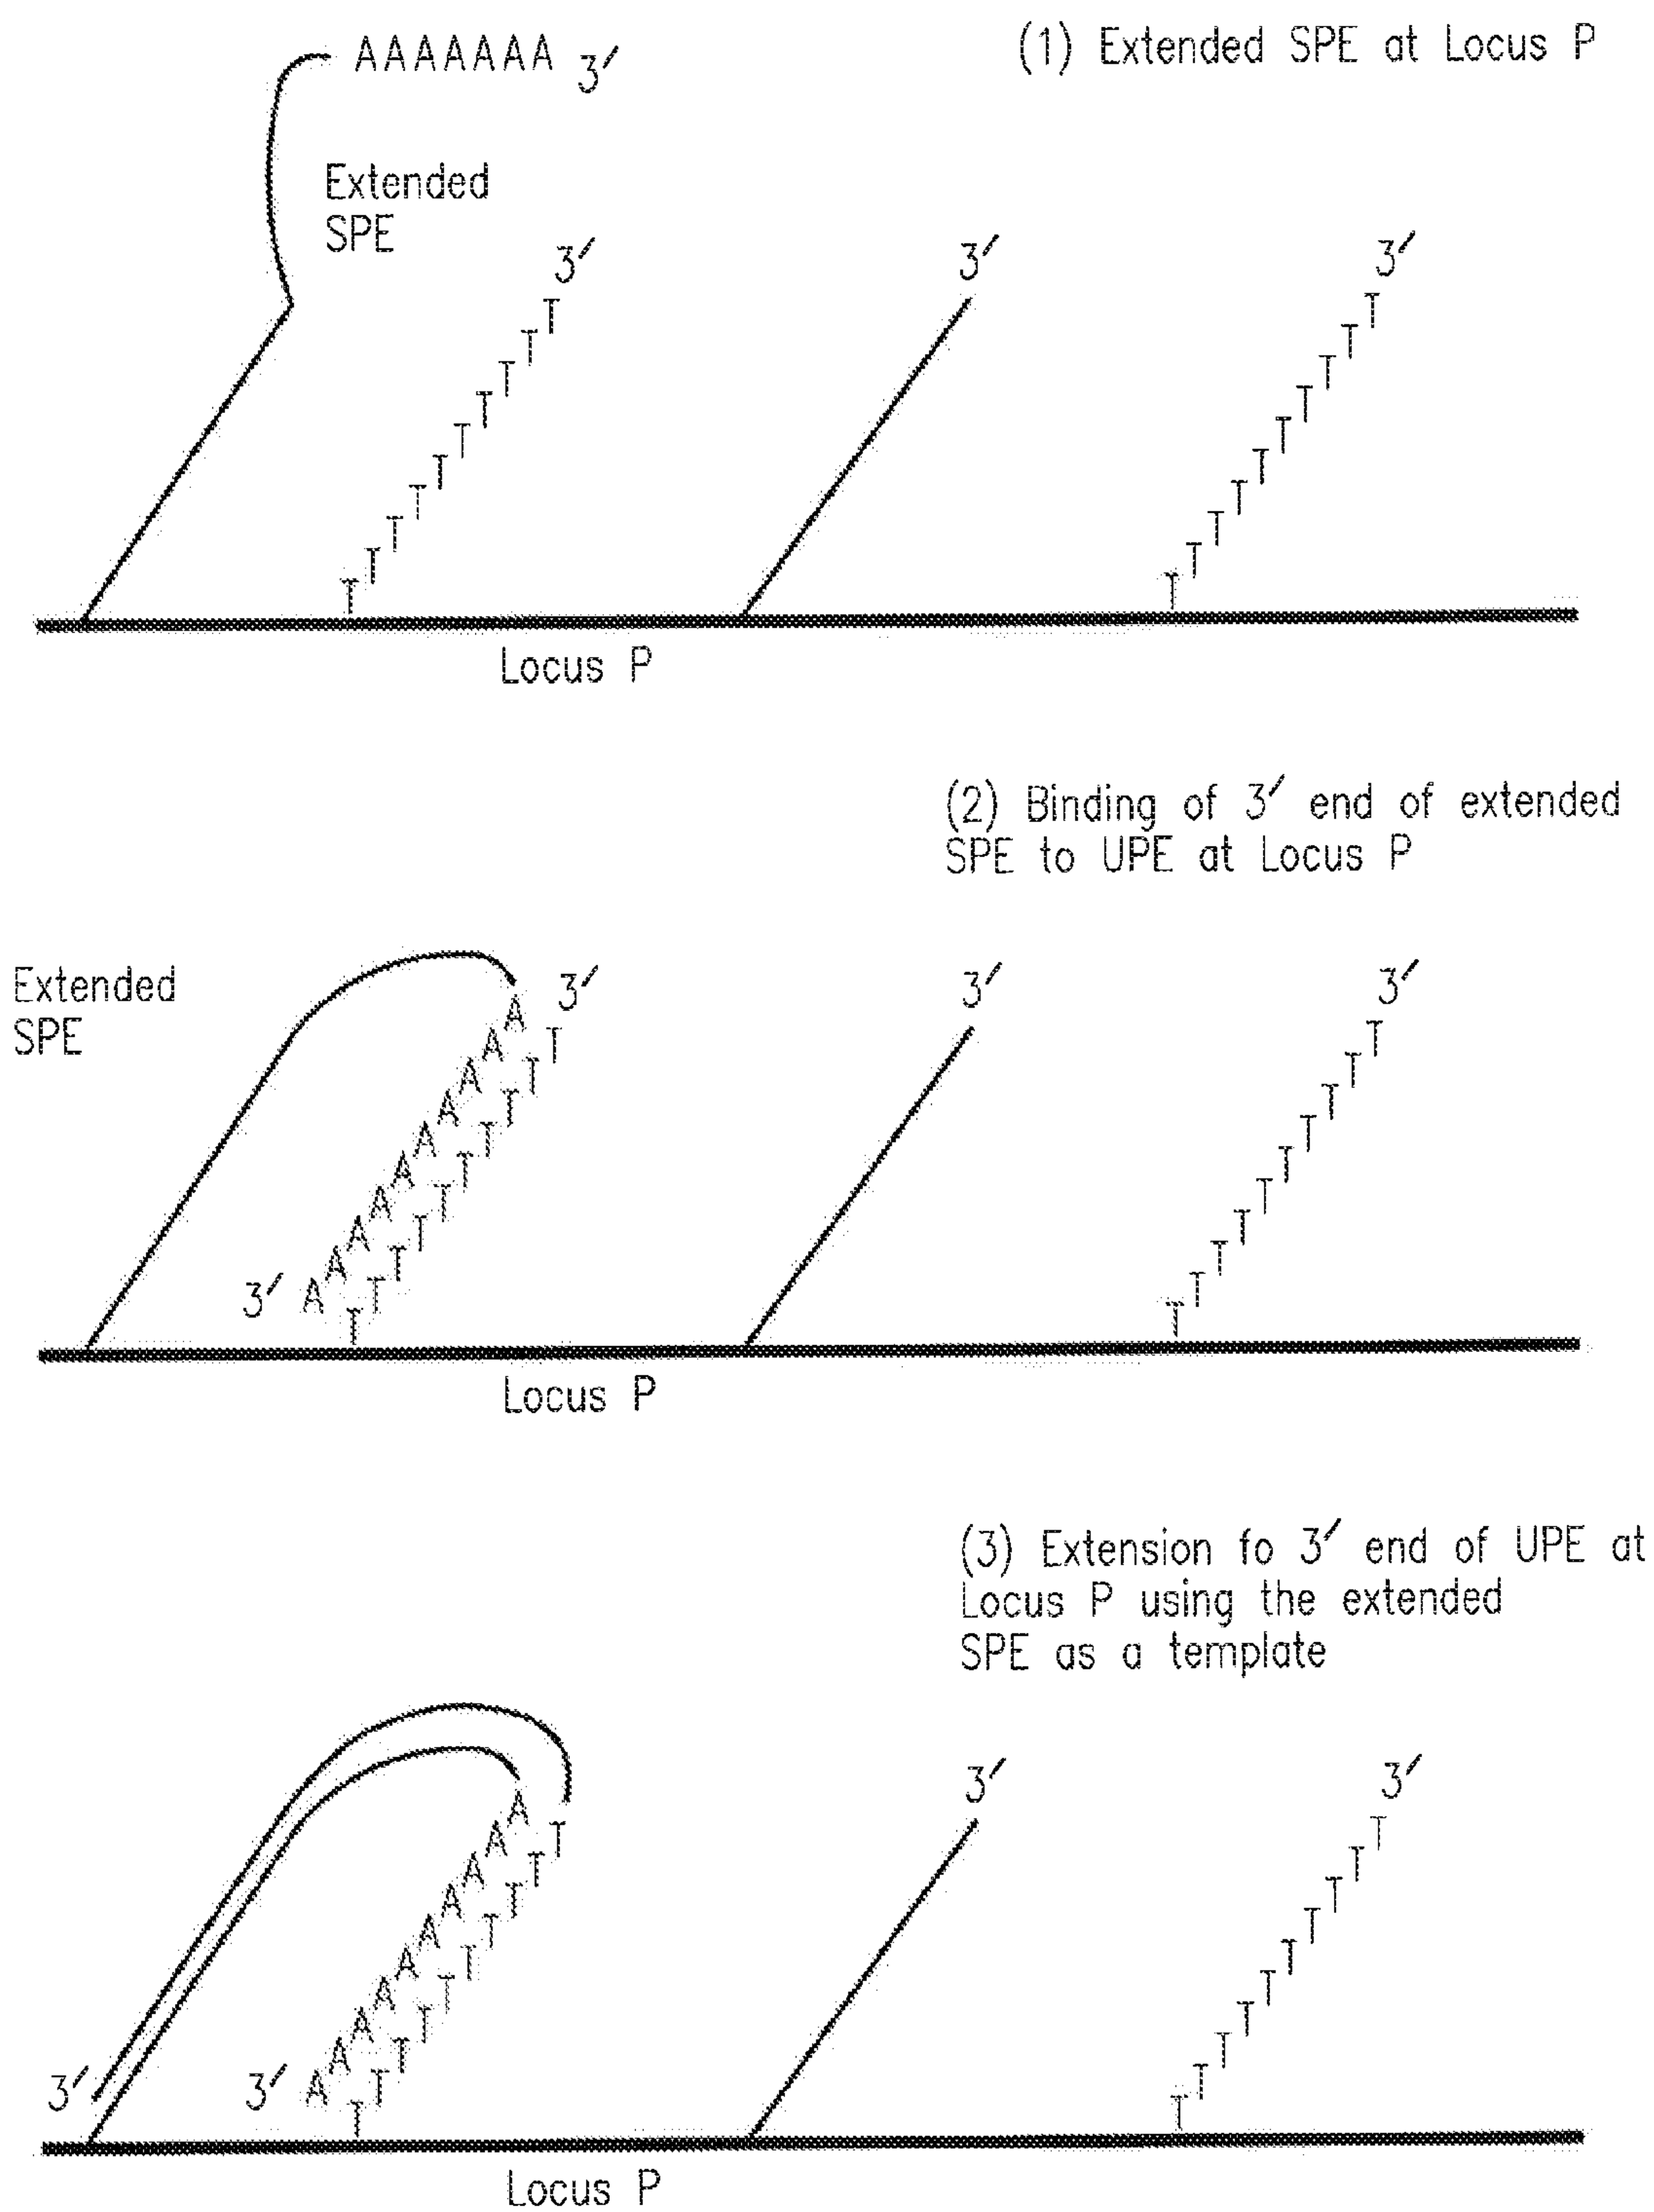 (1) Extended SPE at Locus P
AAAAAAA 3′
Extended
SPE
3′
TTTTTTTTTT
3′
3′
TTTTTTTTTT
Locus P
(2) Binding of 3′ end of extended
SPE to UPE at Locus P
Extended
SPE
3′
AAAAAAAAAA
3′
TTTTTTTTTT
3′
3′
TTTTTTTTTT
Locus P
(3) Extension fo 3′ end of UPE at
Locus P using the extended
SPE as a template
3′
3′
AAAAAAAAAA
TTTTTTTTTT
3′
3′
TTTTTTTTTT
Locus P